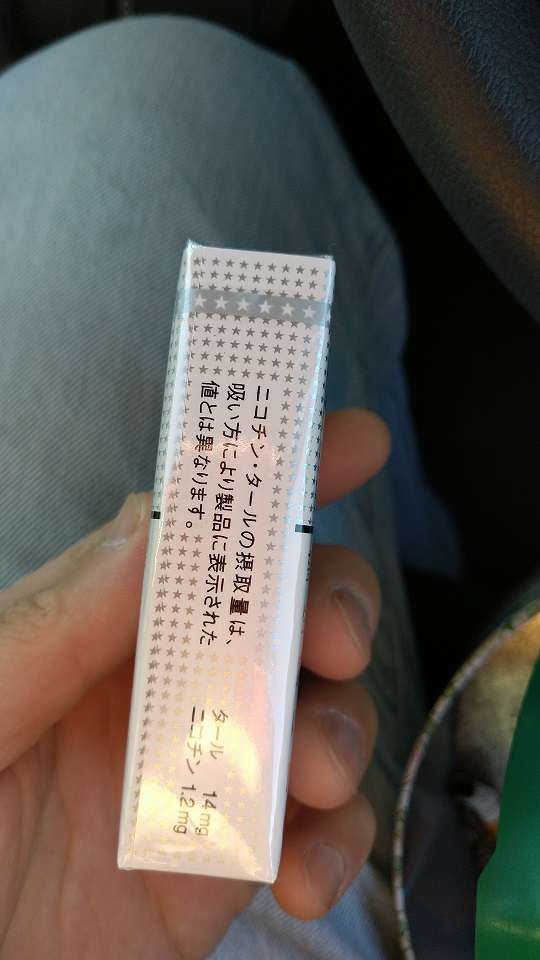 ニコチン・タールの摂取量は、
吸い方により製品に表示された
値とは異なります。
タール 14mg
ニコチン 1.2mg